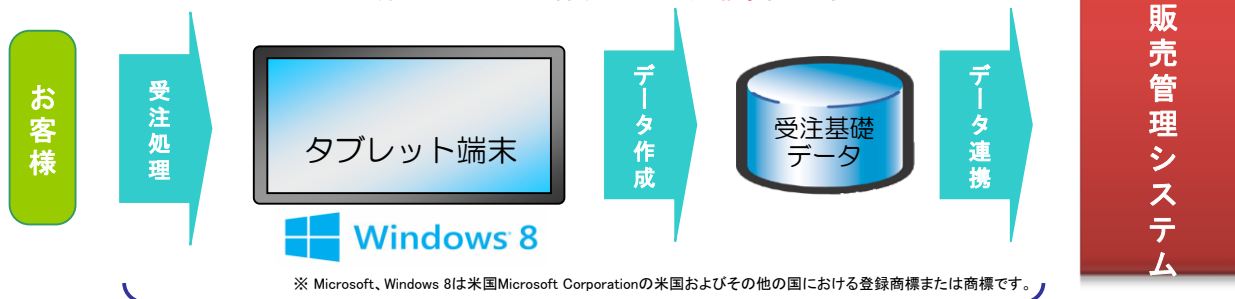 お客様
受注処理
タブレット端末
Windows 8
データ作成
受注基礎
データ
データ連携
販売管理システム
※ Microsoft、Windows 8は米国Microsoft Corporationの米国およびその他の国における登録商標または商標です。